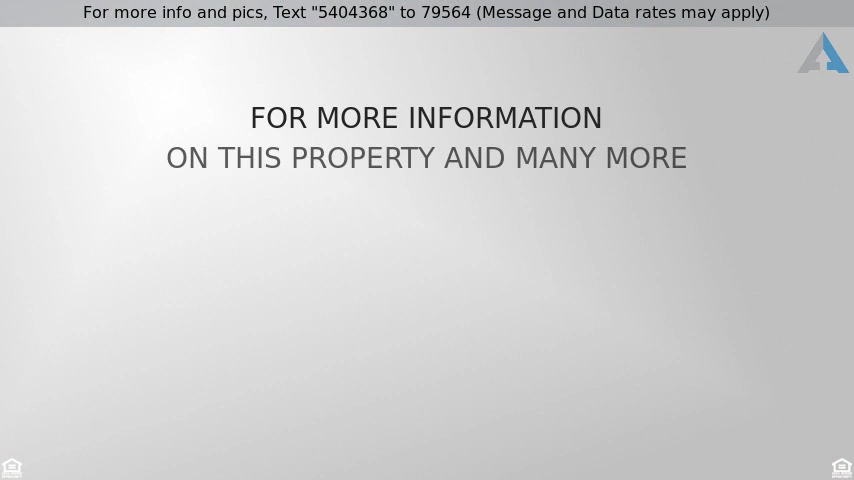 For more info and pics, Text "5404368" to 79564 (Message and Data rates may apply)
FOR MORE INFORMATION
ON THIS PROPERTY AND MANY MORE